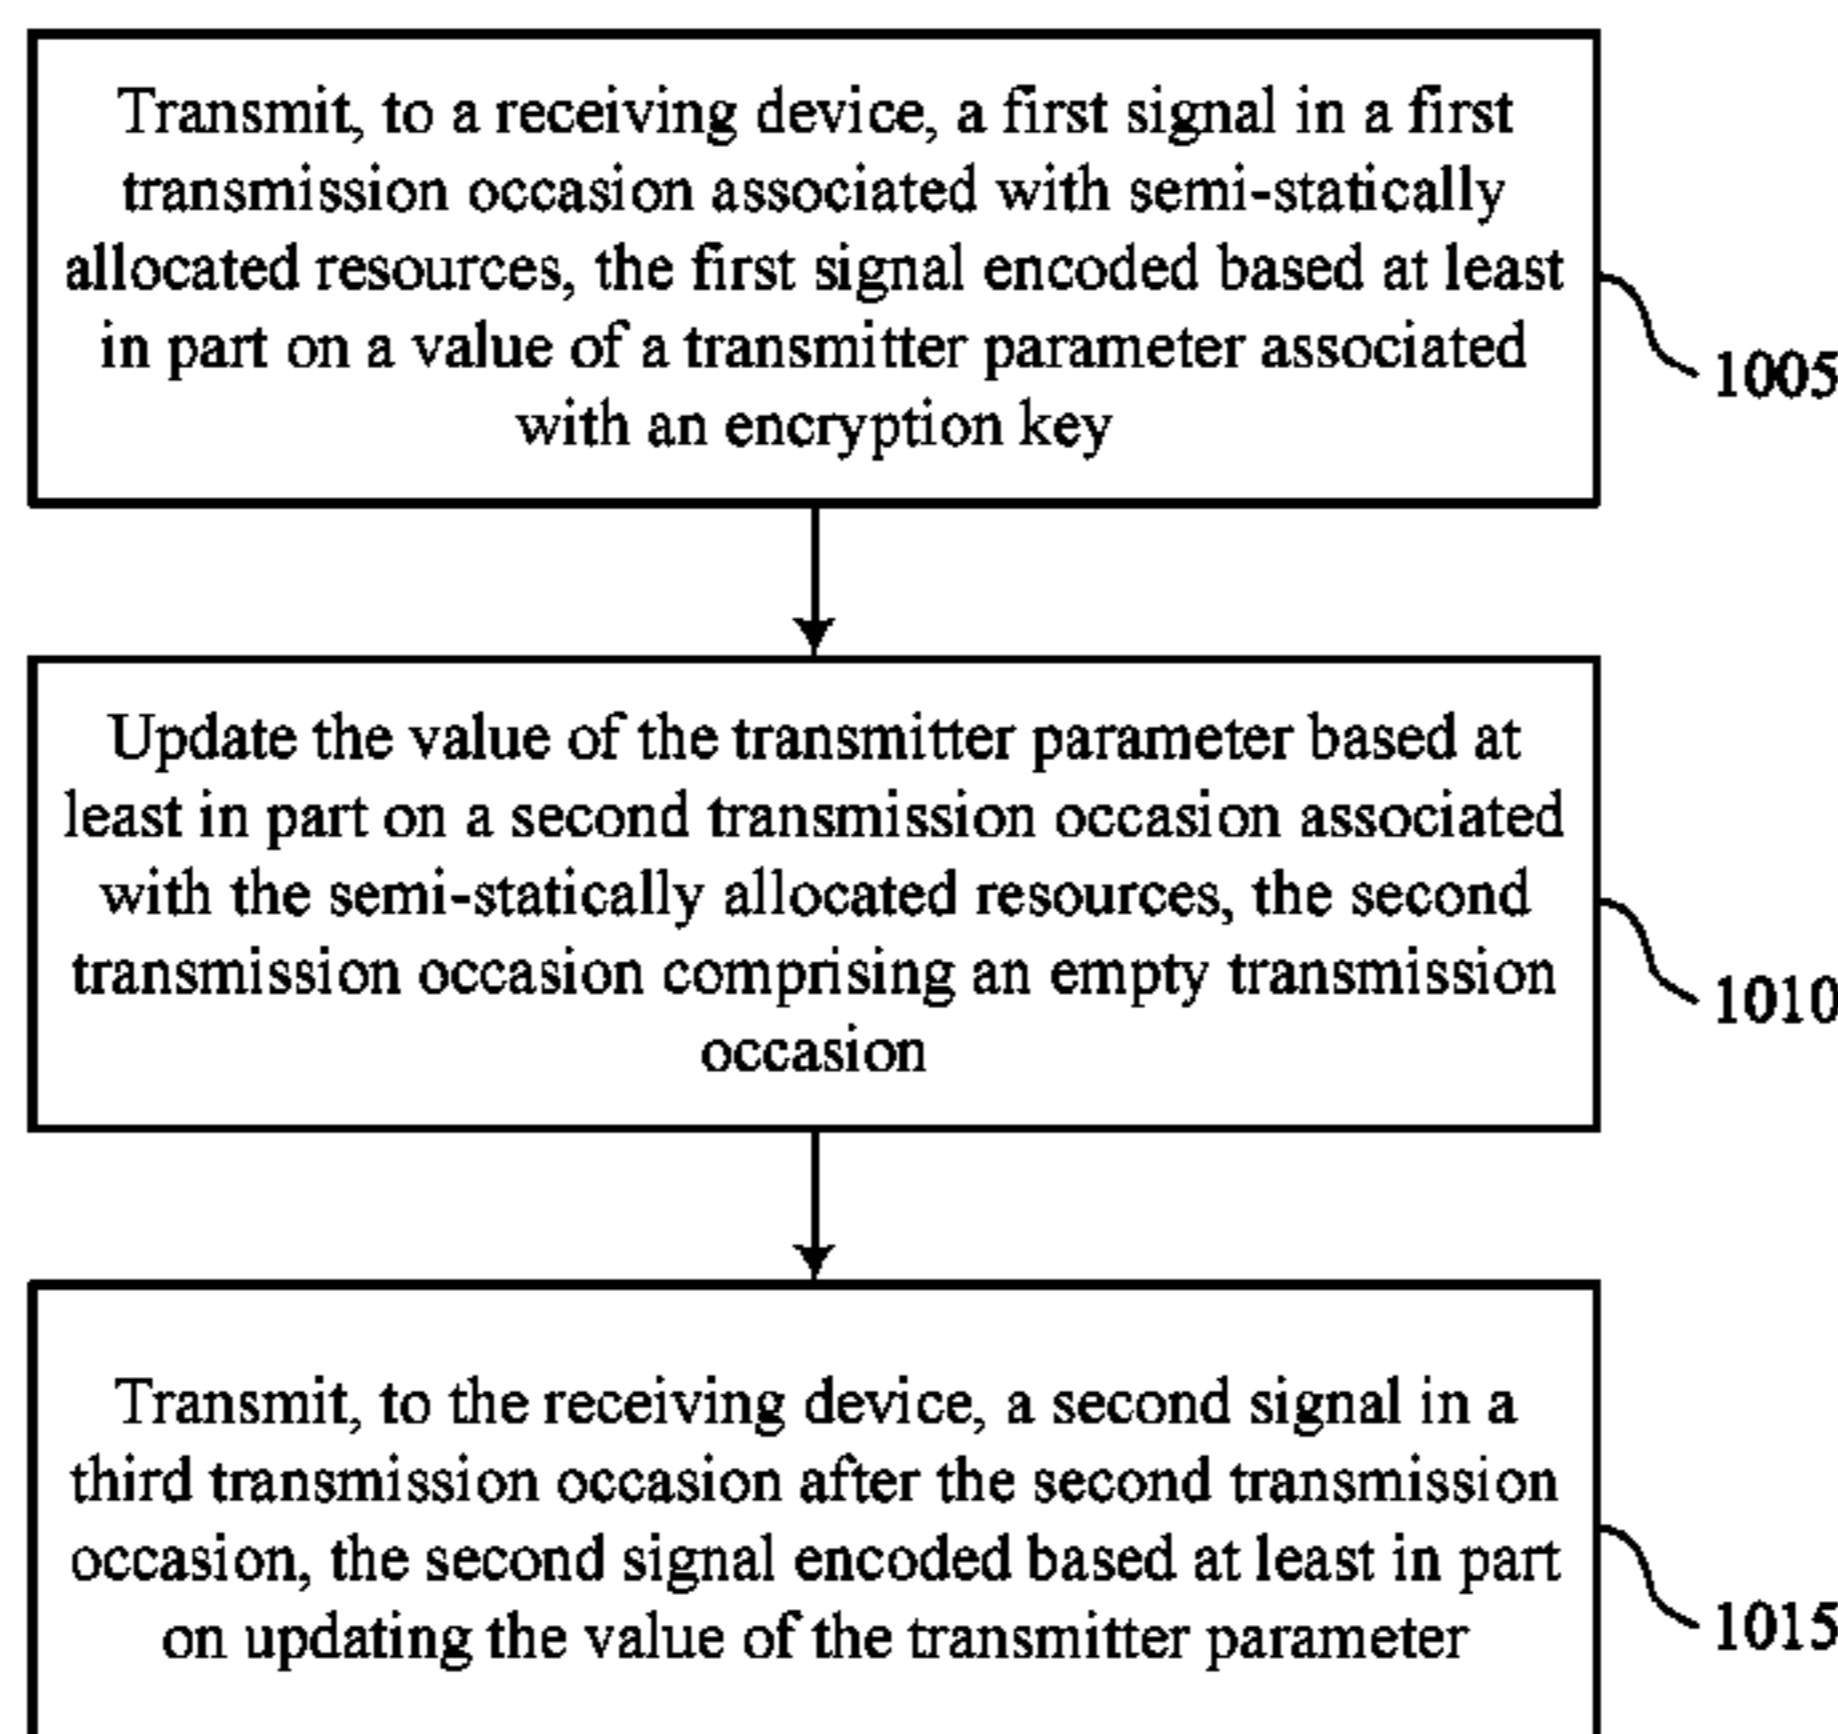 Transmit, to a receiving device, a first signal in a first
transmission occasion associated with semi-statically
allocated resources, the first signal encoded based at least
in part on a value of a transmitter parameter associated
with an encryption key
1005
Update the value of the transmitter parameter based at
least in part on a second transmission occasion associated
with the semi-statically allocated resources, the second
transmission occasion comprising an empty transmission
occasion
1010
Transmit, to the receiving device, a second signal in a
third transmission occasion after the second transmission
occasion, the second signal encoded based at least in part
on updating the value of the transmitter parameter
1015